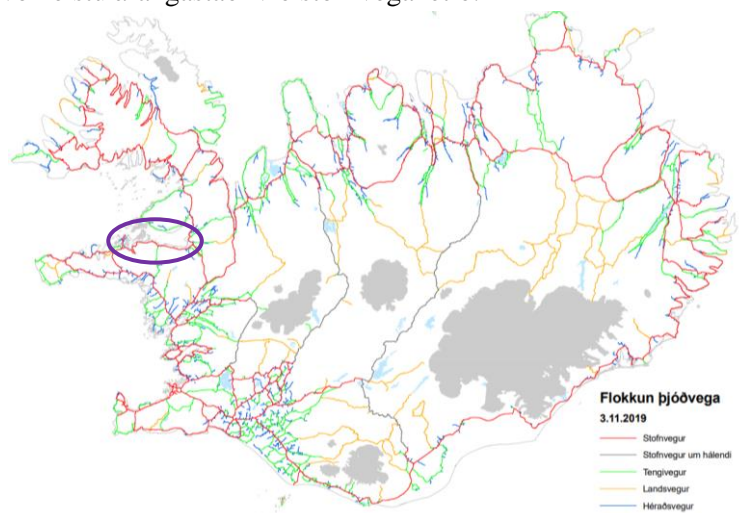 Flokkun þjóðvega
3.11.2019
Stofnvegur
Stofnvegur um hálendi
Tengivegur
Landsvegur
Héraðsvegur